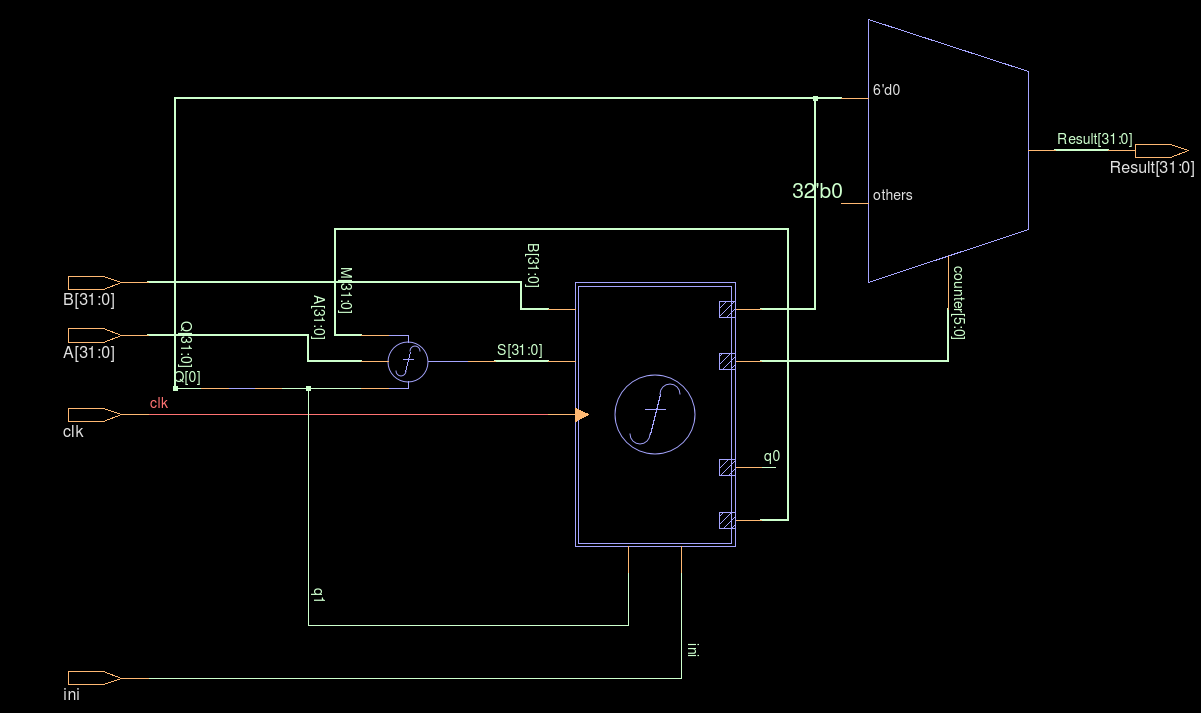 6'd0
Result[31:0]
Result[31:0]
32'b0
others
B[31:0]
M[31:0]
counter[5:0]
B[31:0]
A[31:0]
Q[31:0]
S[31:0]
A[31:0]
Q[0]
clk
clk
q0
q1
ini
ini